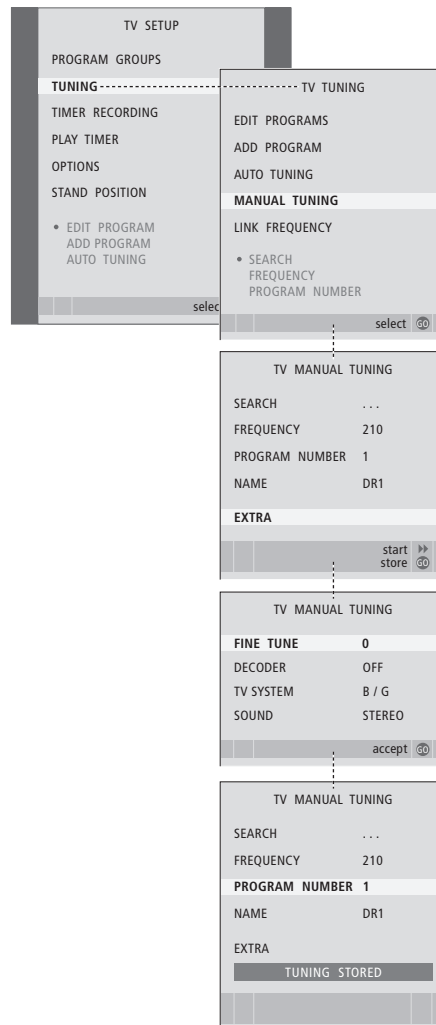 TV SETUP
PROGRAM GROUPS
TUNING
TIMER RECORDING
PLAY TIMER
OPTIONS
STAND POSITION
• EDIT PROGRAM
ADD PROGRAM
AUTO TUNING
selec
TV TUNING
EDIT PROGRAMS
ADD PROGRAM
AUTO TUNING
MANUAL TUNING
LINK FREQUENCY
• SEARCH
FREQUENCY
PROGRAM NUMBER
select GO
TV MANUAL TUNING
SEARCH ...
FREQUENCY 210
PROGRAM NUMBER 1
NAME DR1
EXTRA
start
store GO
TV MANUAL TUNING
FINE TUNE 0
DECODER OFF
TV SYSTEM B / G
SOUND STEREO
accept GO
TV MANUAL TUNING
SEARCH ...
FREQUENCY 210
PROGRAM NUMBER 1
NAME DR1
EXTRA
TUNING STORED